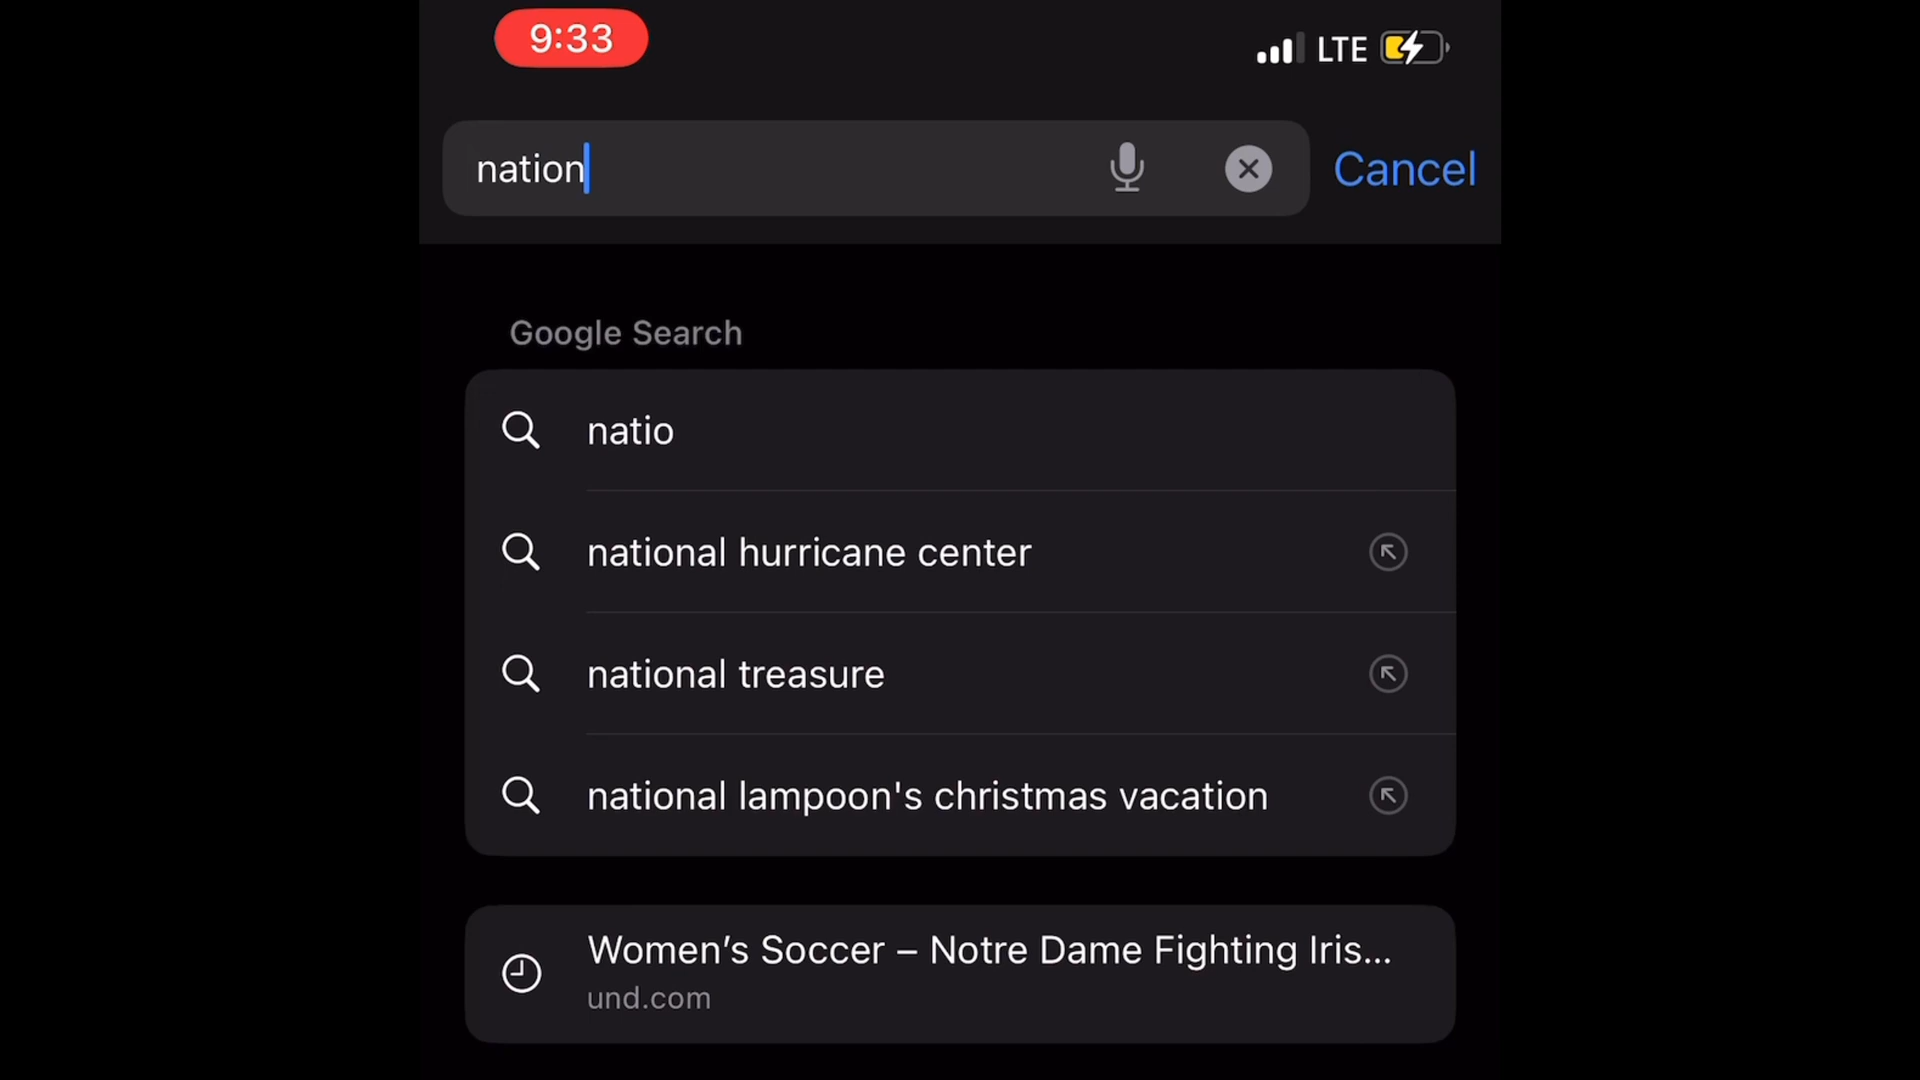 9:33
LTE
nation
Cancel
Google Search
natio
national hurricane center
national treasure
national lampoon's christmas vacation
Women’s Soccer – Notre Dame Fighting Iris...
und.com